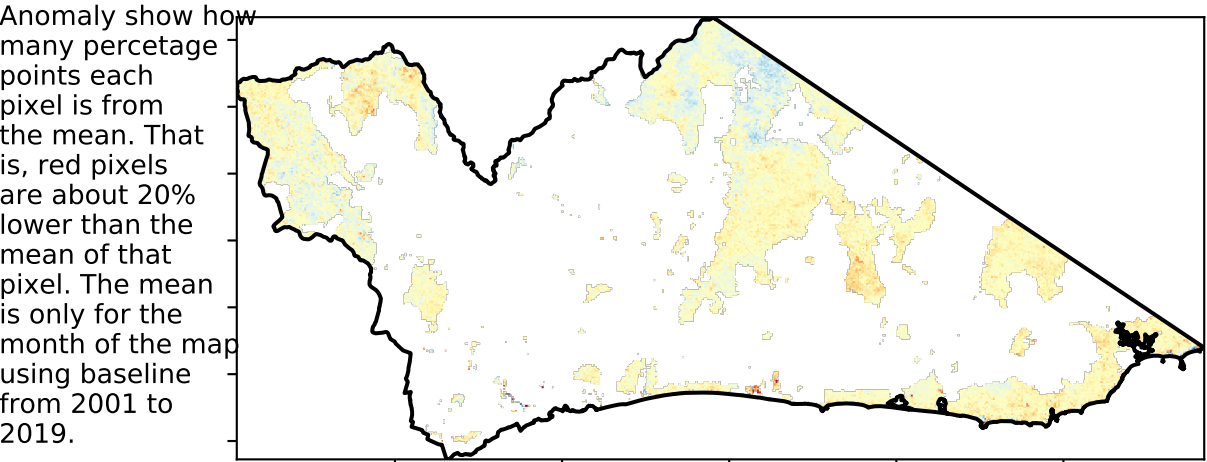 Anomaly show how
many percetage
points each
pixel is from
the mean. That
is, red pixels
are about 20%
lower than the
mean of that
pixel. The mean
is only for the
month of the map
using baseline
from 2001 to
2019.